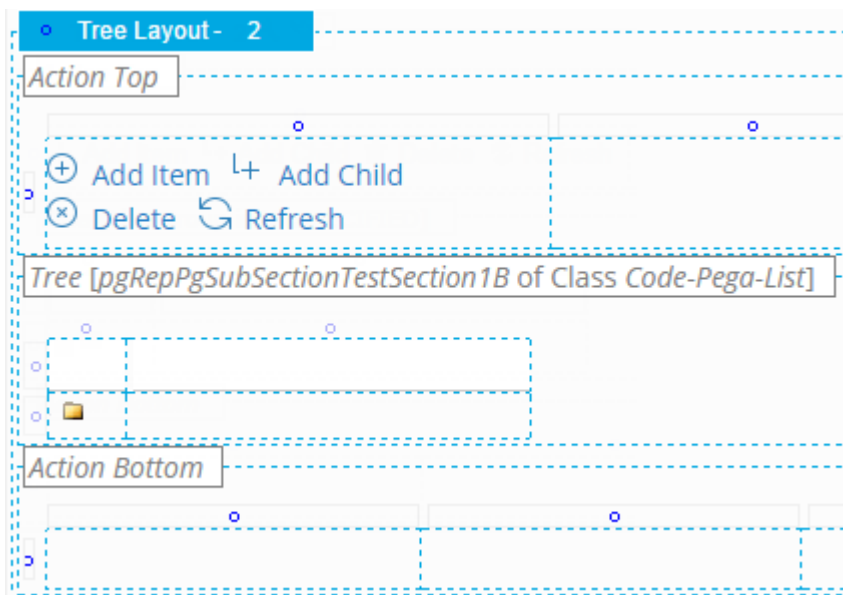 Tree Layout - 2
Action Top
Add Item Add Child
Delete Refresh
Tree [pgRepPgSubSectionTestSection1B of Class Code-Pega-List]
Action Bottom